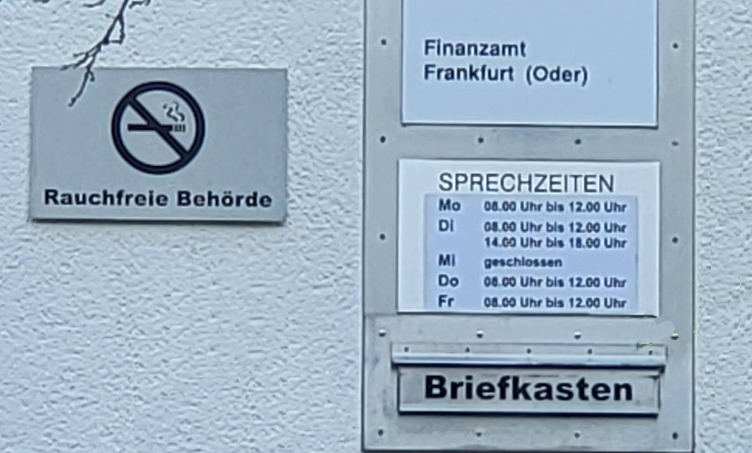 Finanzamt
Frankfurt (Oder)
Rauchfreie Behörde
SPRECHZEITEN
Mo 08.00 Uhr bis 12.00 Uhr
Di 08.00 Uhr bis 12.00 Uhr
14.00 Uhr bis 18.00 Uhr
Mi geschlossen
Do 08.00 Uhr bis 12.00 Uhr
Fr 08.00 Uhr bis 12.00 Uhr
Briefkasten